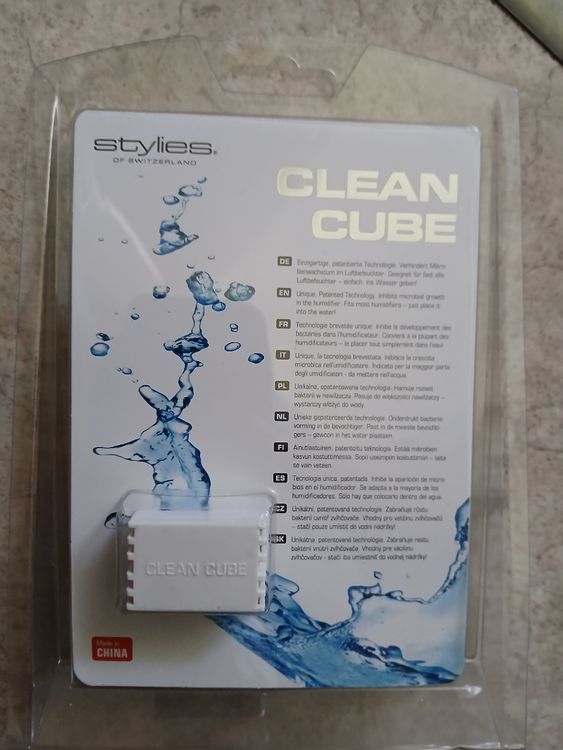 stylies®
OF SWITZERLAND
CLEAN
CUBE
DE Einzigartige, patentierte Technologie. Verhindert Mikro
benwachstum im Luftbefeuchter. Geeignet für fast alle
Luftbefeuchter – einfach ins Wasser geben!
EN Unique, Patented Technology. Inhibits microbial growth
in the humidifier. Fits most humidifiers – just place it
into the water!
FR Technologie brevetée unique. Inhibe le développement des
bactéries dans l'humidificateur. Convient à la plupart des
humidificateurs – le placer tout simplement dans l'eau!
IT Unique, la tecnologia brevettata. Inibisce la crescita
microbica nell'umidificatore. Indicato per la maggior parte
degli umidificatori - da mettere nell'acqua.
PL Unikalna, opatentowana technologia. Hamuje rozwój
bakterii w nawilżaczu. Pasuje do większości nawilżaczy –
wystarczy włożyć do wody.
NL Unieke gepatenteerde technologie. Onderdrukt bacterie-
vorming in de bevochtiger. Past in de meeste bevochti-
gers – gewoon in het water plaatsen.
FI Ainutlaatuinen, patentoitu teknologia. Estää mikrobien
kasvun kostuttimessa. Sopii useimpiin kostuttimiin – laita
se vain veteen.
ES Tecnología única, patentada. Inhibe la aparición de micro-
bios en el humidificador. Se adapta a la mayoría de los
humidificadores. Sólo hay que colocarlo dentro del agua.
CZ Unikátní, patentovaná technologie. Zabraňuje růstu
bakterií uvnitř zvlhčovače. Vhodný pro většinu zvlhčovačů
– stačí pouze umístit do vodní nádržky!
SK Unikátna, patentovaná technológia. Zabraňuje rastu
baktérií vnútri zvlhčovače. Vhodný pre väčšinu
zvlhčovačov - stačí iba umiestniť do vodnej nádržky!
CLEAN CUBE
Made in
CHINA